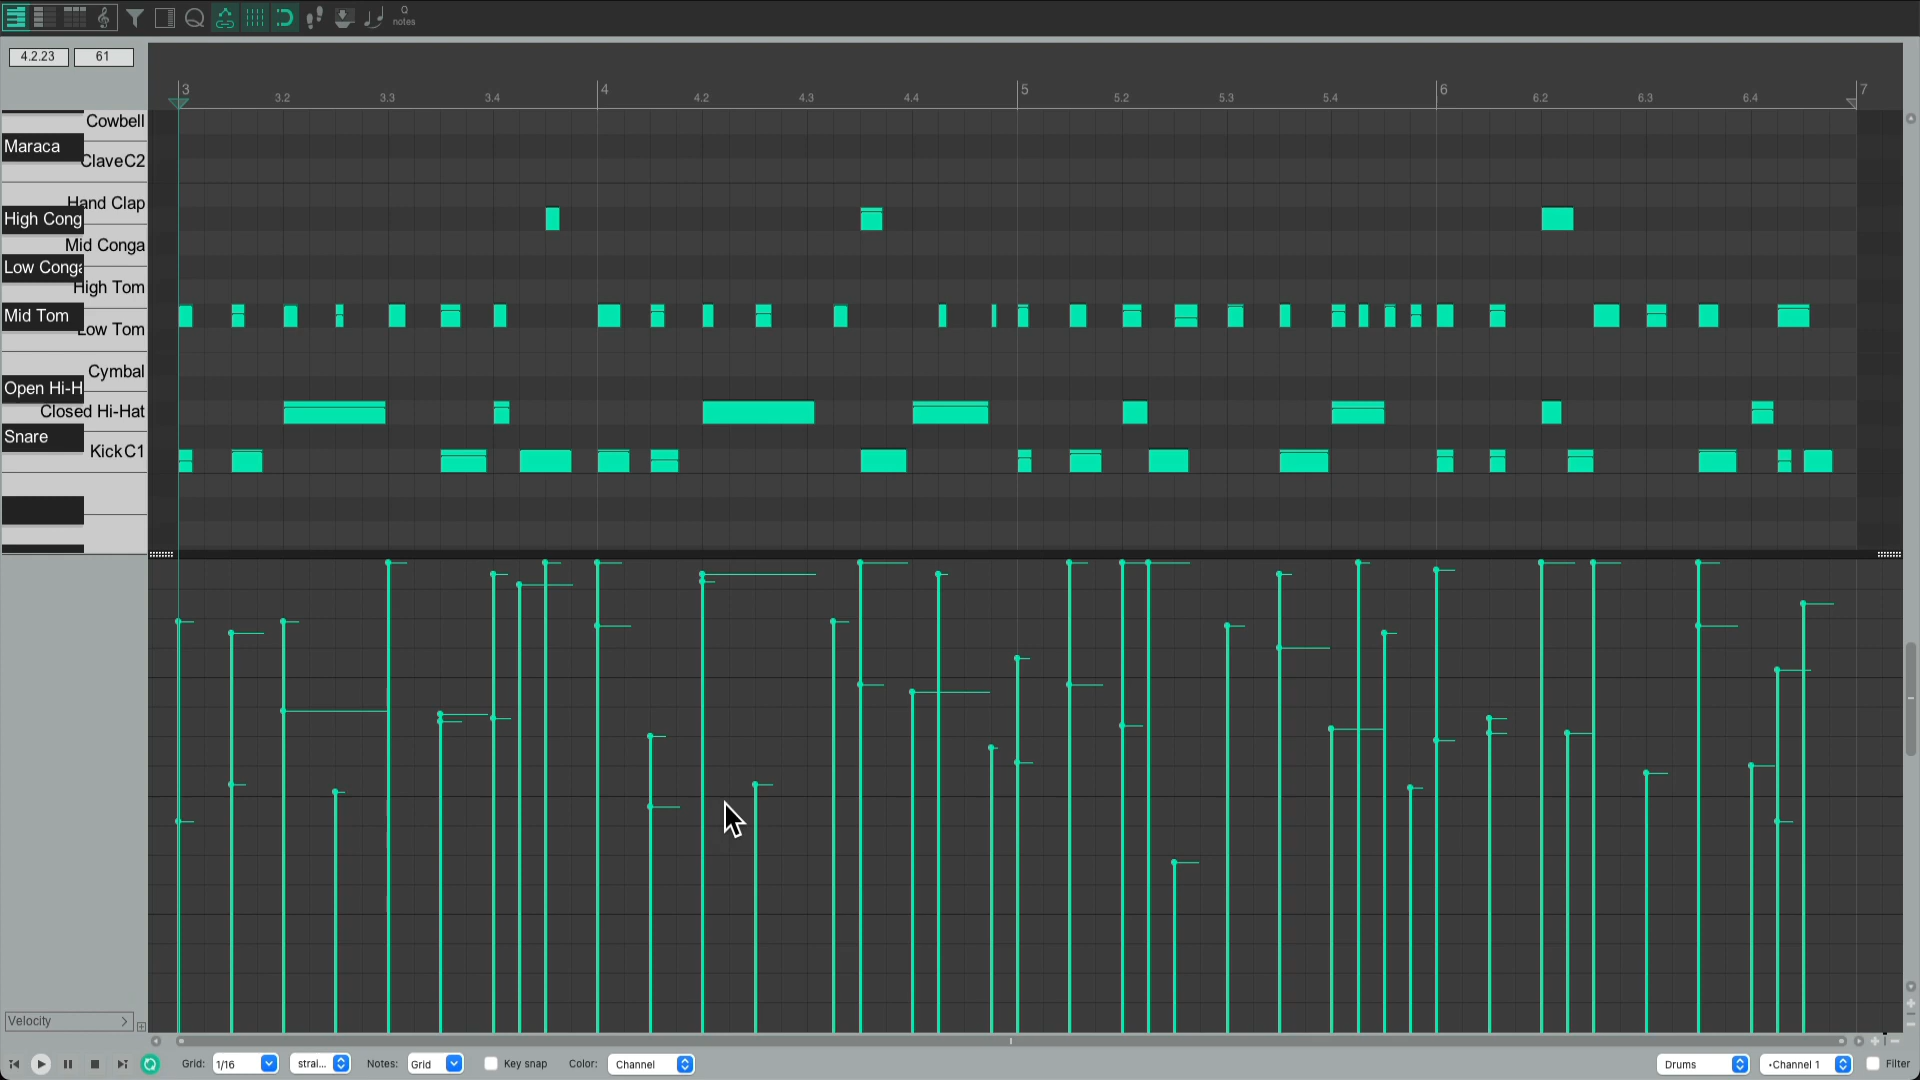 Q
notes
4.2.23 61
3 3.2 3.3 3.4 4 4.2 4.3 4.4 5 5.2 5.3 5.4 6 6.2 6.3 6.4 7
Cowbell
Maraca
ClaveC2
Hand Clap
High Cong
Mid Conga
Low Conga
High Tom
Mid Tom
Low Tom
Cymbal
Open Hi-H
Closed Hi-Hat
Snare
KickC1
Velocity >
Grid: 1/16 strai... Notes: Grid Key snap Color: Channel Drums •Channel 1 Filter